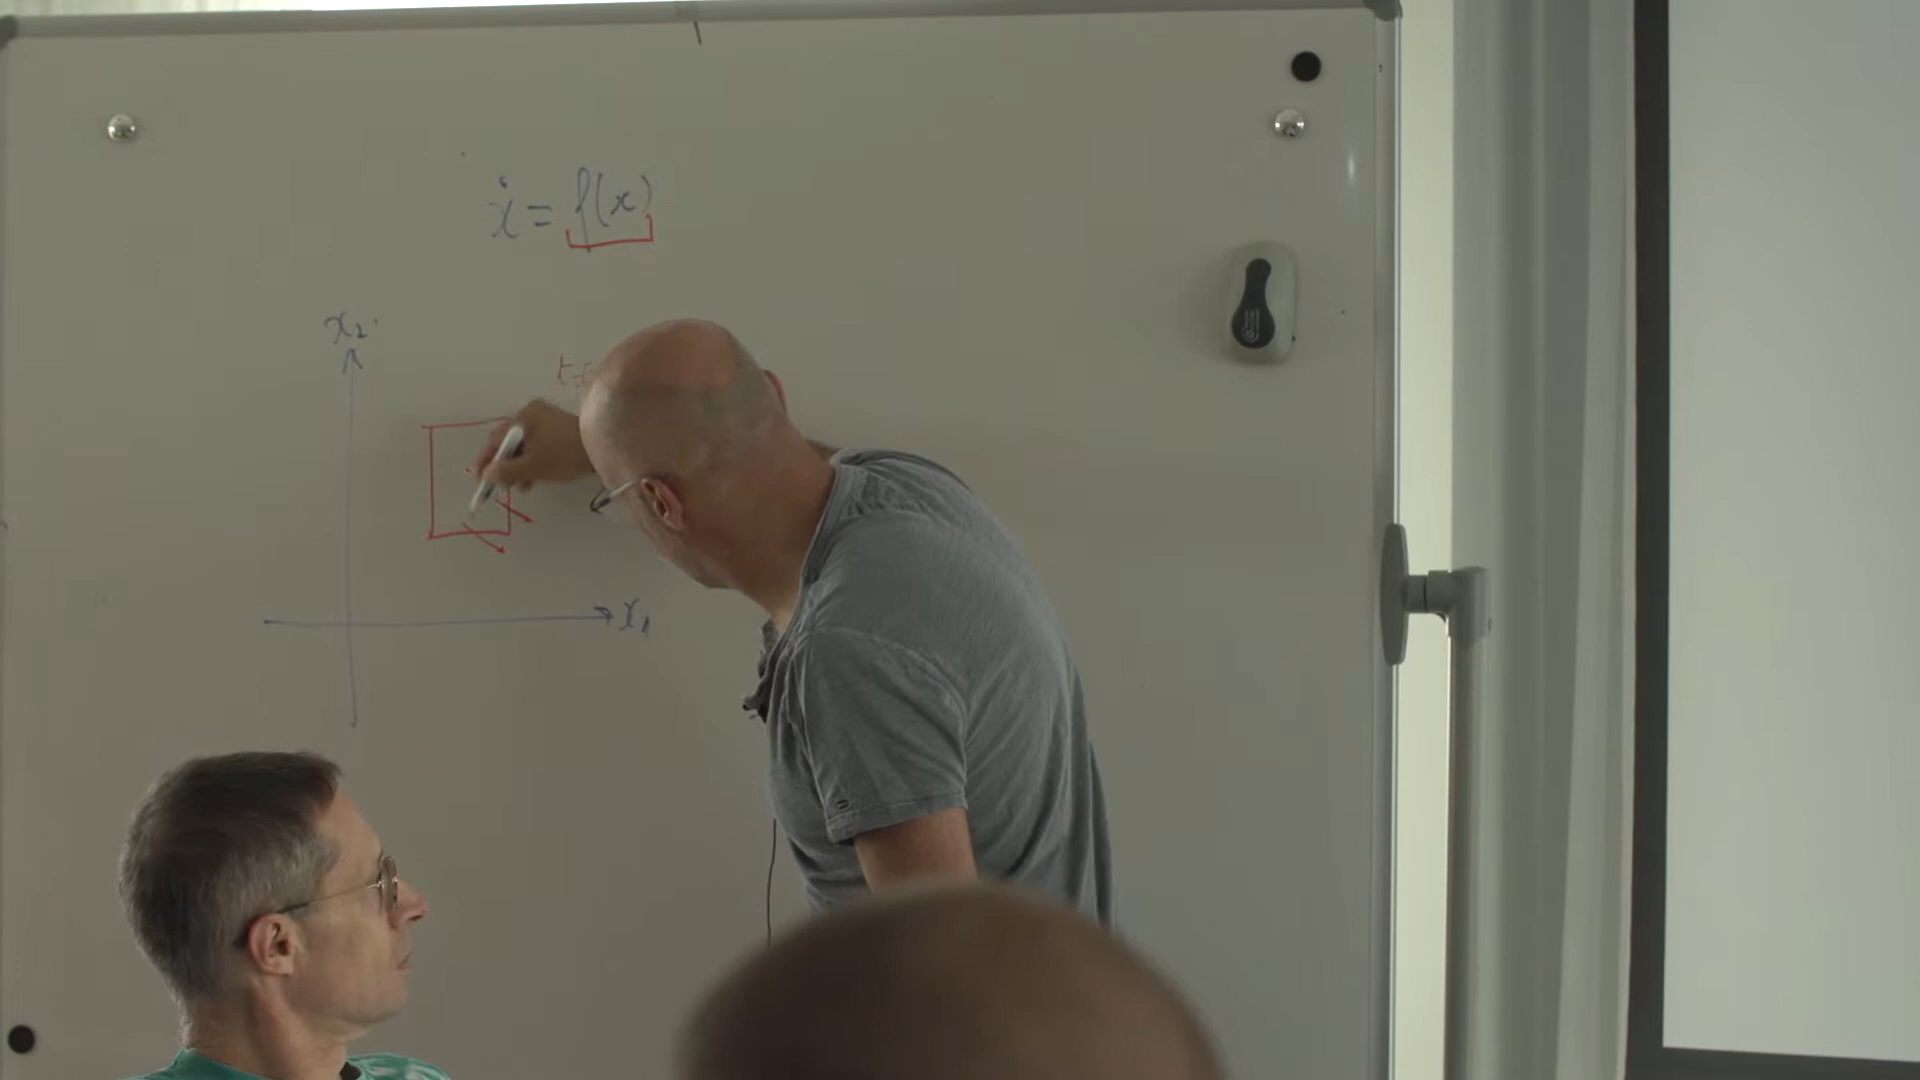 ẋ = f(x)
x₂
x₁